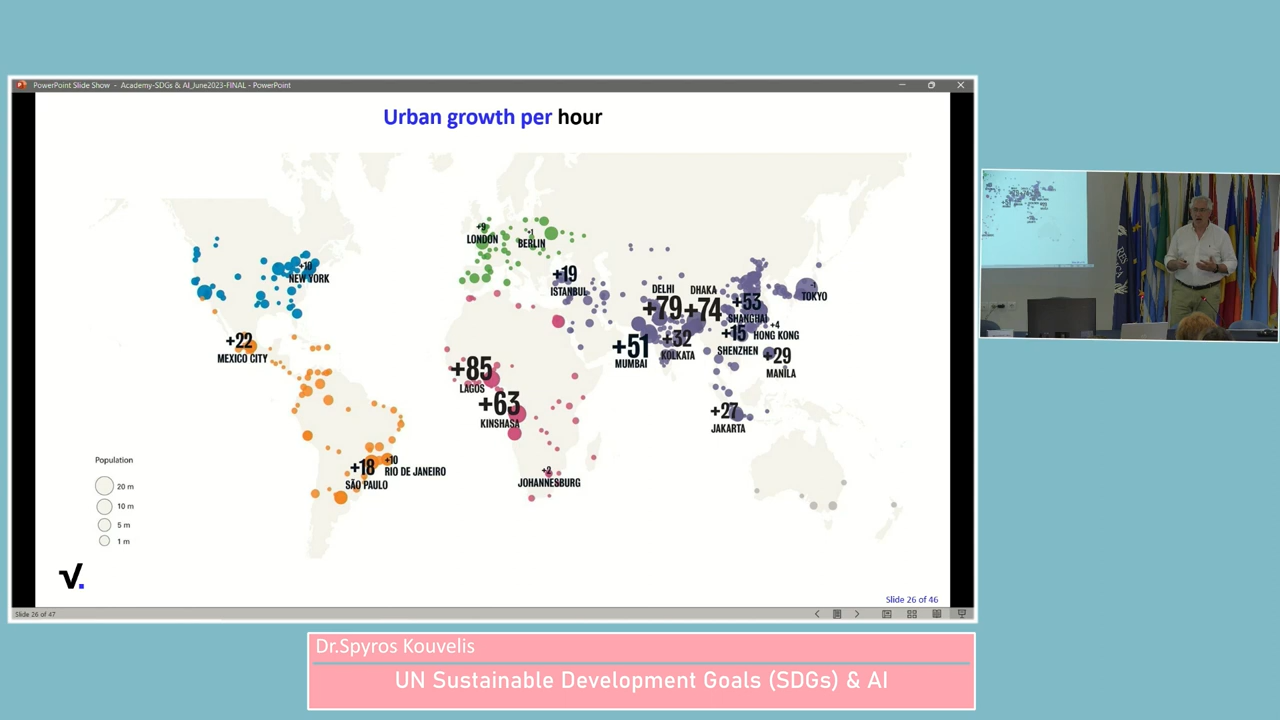 PowerPoint Slide Show - Academy-SDGs & AI_June2023-FINAL - PowerPoint
Urban growth per hour
+9
LONDON
-1
BERLIN
+10
NEW YORK
+19
ISTANBUL
DELHI
+79
DHAKA
+74
+53
SHANGHAI
-1
TOKYO
+22
MEXICO CITY
+51
MUMBAI
+32
KOLKATA
+15
SHENZHEN
+4
HONG KONG
+29
MANILA
+85
LAGOS
+63
KINSHASA
+27
JAKARTA
+18
SÃO PAULO
+10
RIO DE JANEIRO
+2
JOHANNESBURG
Population
20 m
10 m
5 m
1 m
V.
Slide 26 of 46
Slide 26 of 47
Dr.Spyros Kouvelis
UN Sustainable Development Goals (SDGs) & AI